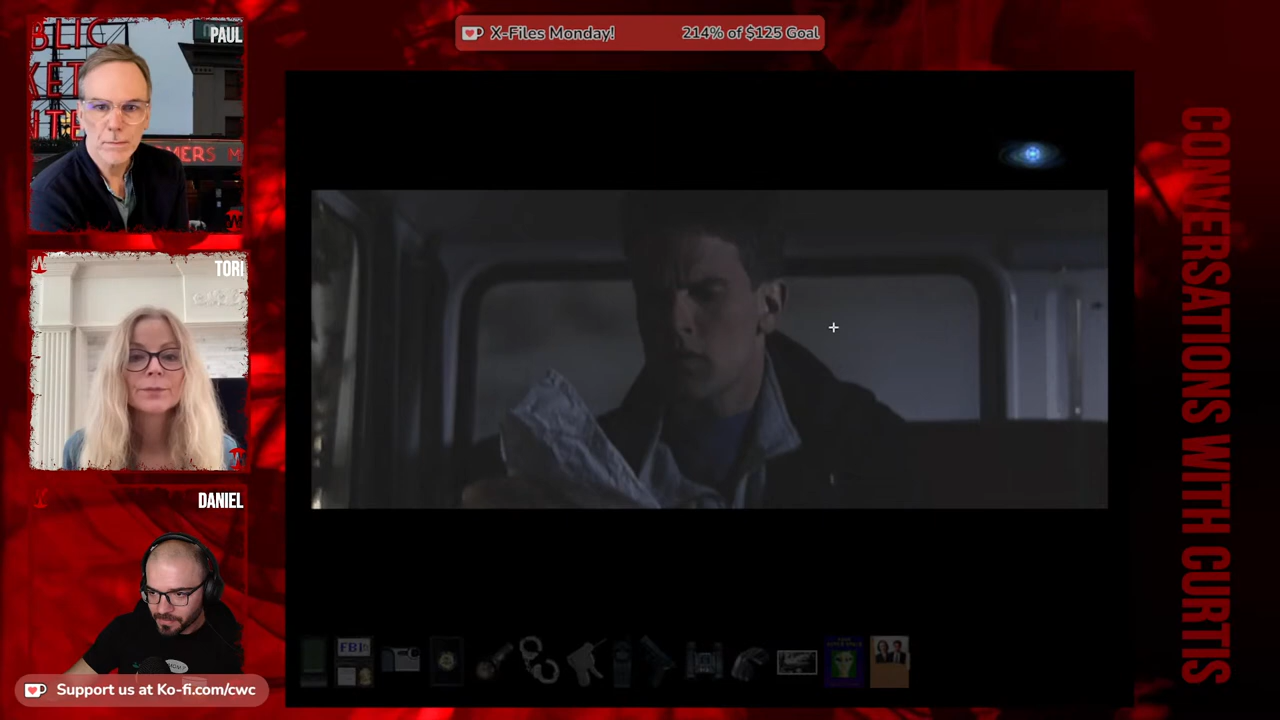 X-Files Monday!
214% of $125 Goal
PAUL
TORI
DANIEL
Support us at Ko-fi.com/cwc
FBI
CONVERSATIONS WITH CURTIS